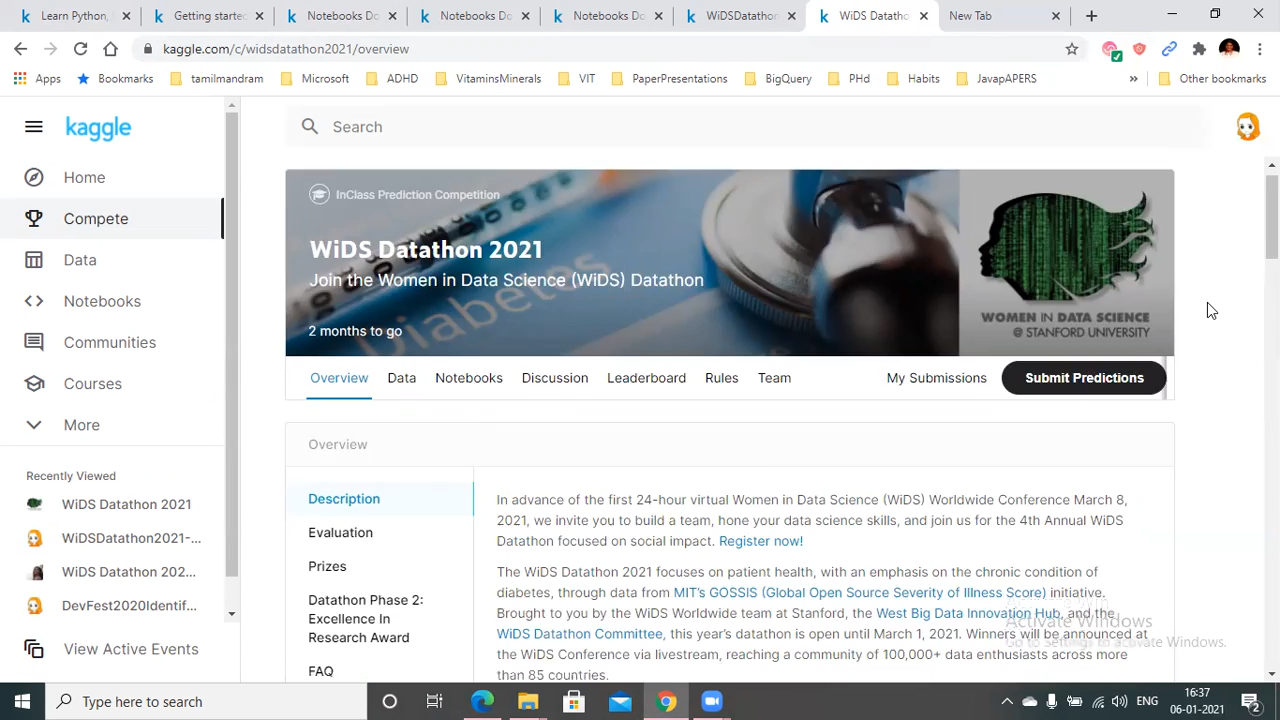 Learn Python,
Getting started
Notebooks Do
Notebooks Do
Notebooks Do
WiDSDathon
WiDS Datatho
New Tab
kaggle.com/c/widsdatathon2021/overview
Apps
Bookmarks
tamilmandram
Microsoft
ADHD
VitaminsMinerals
VIT
PaperPresentations
BigQuery
PHd
Habits
JavapAPERS
»
Other bookmarks
kaggle
Search
Home
Compete
Data
Notebooks
Communities
Courses
More
Recently Viewed
WiDS Datathon 2021
WiDSDatathon2021-...
WiDS Datathon 202...
DevFest2020Identif...
View Active Events
InClass Prediction Competition
WiDS Datathon 2021
Join the Women in Data Science (WiDS) Datathon
2 months to go
Diabetes
WOMEN IN DATA SCIENCE
@ STANFORD UNIVERSITY
Overview
Data
Notebooks
Discussion
Leaderboard
Rules
Team
My Submissions
Submit Predictions
Overview
Description
Evaluation
Prizes
Datathon Phase 2:
Excellence In
Research Award
FAQ
In advance of the first 24-hour virtual Women in Data Science (WiDS) Worldwide Conference March 8,
2021, we invite you to build a team, hone your data science skills, and join us for the 4th Annual WiDS
Datathon focused on social impact. Register now!
The WiDS Datathon 2021 focuses on patient health, with an emphasis on the chronic condition of
diabetes, through data from MIT's GOSSIS (Global Open Source Severity of Illness Score) initiative.
Brought to you by the WiDS Worldwide team at Stanford, the West Big Data Innovation Hub, and the
WiDS Datathon Committee, this year's datathon is open until March 1, 2021. Winners will be announced at
the WiDS Conference via livestream, reaching a community of 100,000+ data enthusiasts across more
than 85 countries.
Activate Windows
Go to Settings to activate Windows.
Type here to search
ENG
16:37
06-01-2021
2